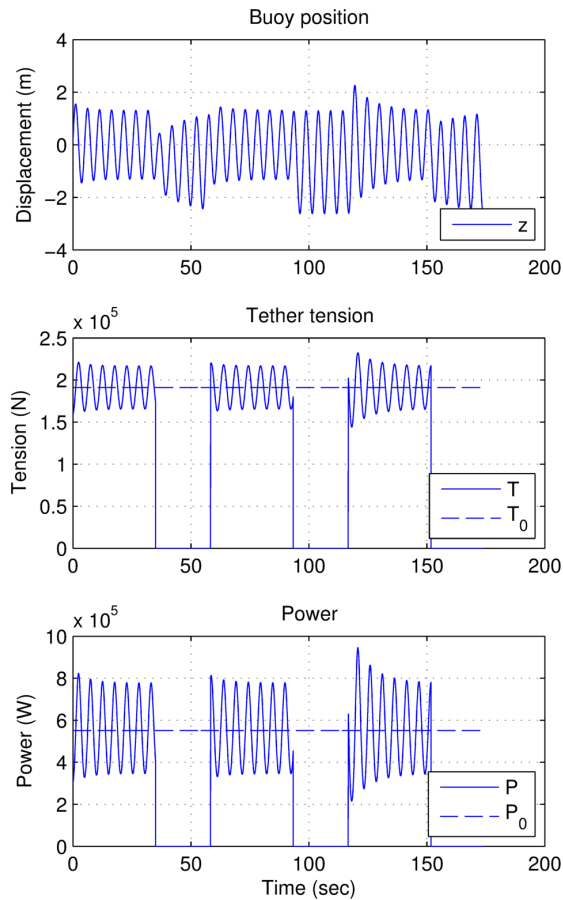 Buoy position
4
2
0
−2
−4
Displacement (m)
z
0 50 100 150 200
Tether tension
x 10^5
2.5
2
1.5
1
0.5
0
Tension (N)
T
T_0
0 50 100 150 200
Power
x 10^5
10
8
6
4
2
0
Power (W)
P
P_0
0 50 100 150 200
Time (sec)